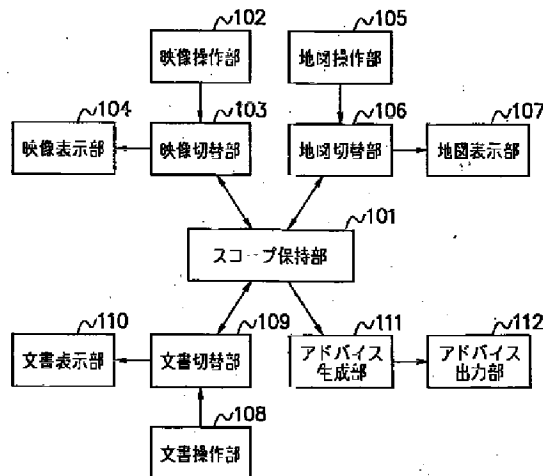 102
映像操作部
105
地図操作部
104
映像表示部
103
映像切替部
106
地図切替部
107
地図表示部
101
スコープ保持部
110
文書表示部
109
文書切替部
111
アドバイス
生成部
112
アドバイス
出力部
108
文書操作部